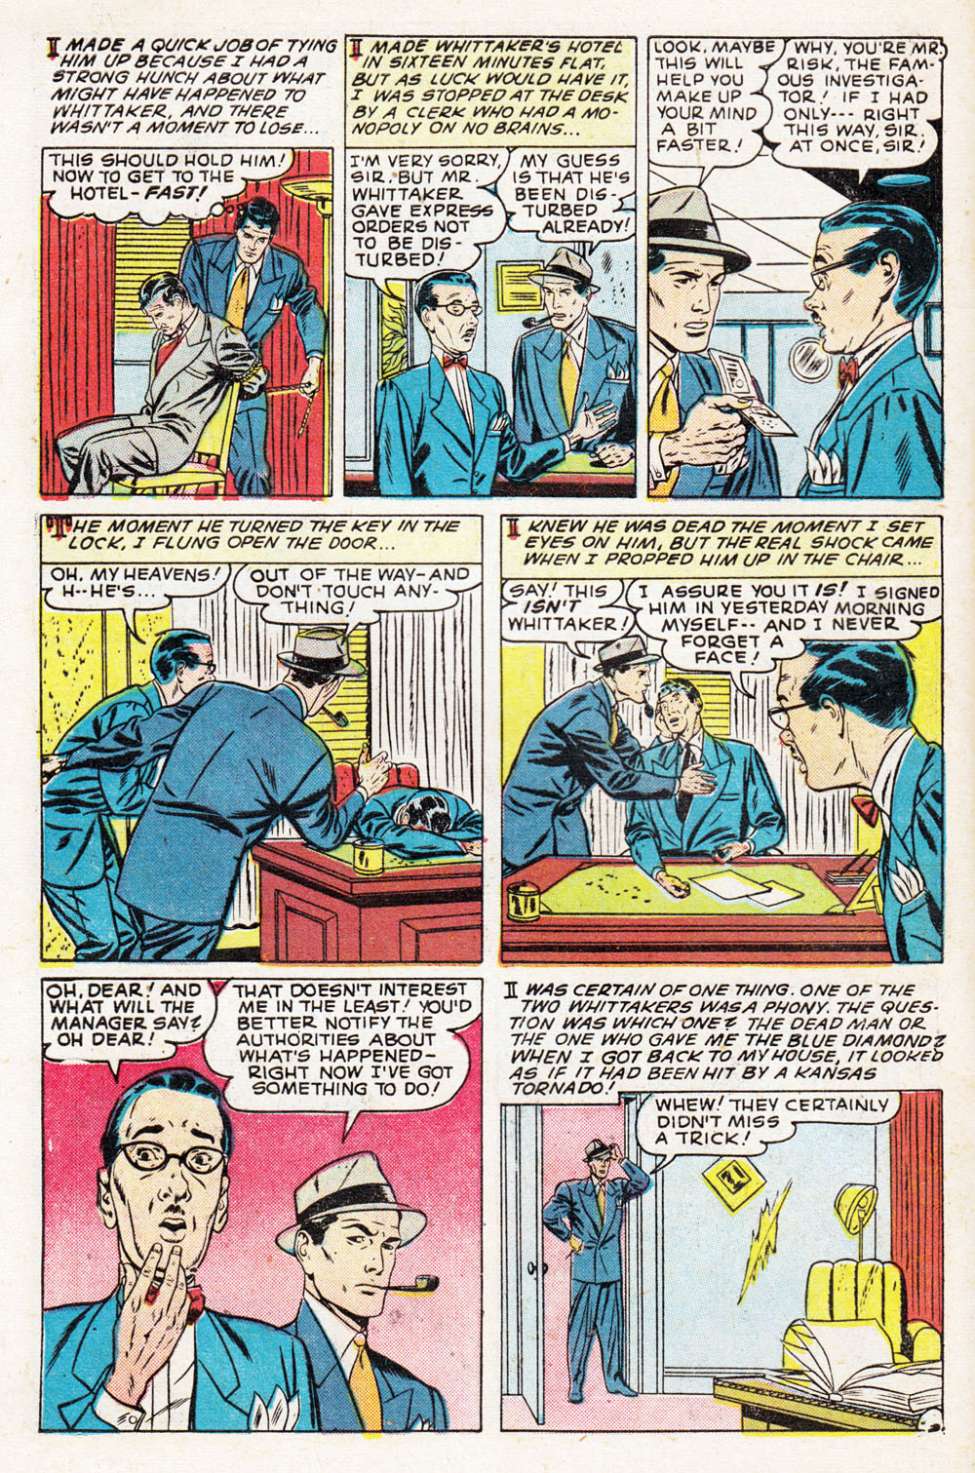 I MADE A QUICK JOB OF TYING
HIM UP BECAUSE I HAD A
STRONG HUNCH ABOUT WHAT
MIGHT HAVE HAPPENED TO
WHITTAKER, AND THERE
WASN'T A MOMENT TO LOSE...
THIS SHOULD HOLD HIM!
NOW TO GET TO THE
HOTEL-FAST!
I MADE WHITTAKER'S HOTEL
IN SIXTEEN MINUTES FLAT,
BUT AS LUCK WOULD HAVE IT,
I WAS STOPPED AT THE DESK
BY A CLERK WHO HAD A MO-
NOPOLY ON NO BRAINS...
I'M VERY SORRY,
SIR. BUT MR.
WHITTAKER
GAVE EXPRESS
ORDERS NOT
TO BE DIS-
TURBED!
MY GUESS
IS THAT HE'S
BEEN DIS-
TURBED
ALREADY!
LOOK, MAYBE
THIS WILL
HELP YOU
MAKE UP
YOUR MIND
A BIT
FASTER!
WHY, YOU'RE MR.
RISK, THE FAM-
OUS INVESTIGA-
TOR! IF I HAD
ONLY--- RIGHT
THIS WAY, SIR.
AT ONCE, SIR!
THE MOMENT HE TURNED THE KEY IN THE
LOCK, I FLUNG OPEN THE DOOR...
OH, MY HEAVENS!
H--HE'S...
OUT OF THE WAY-AND
DON'T TOUCH ANY-
THING!
I KNEW HE WAS DEAD THE MOMENT I SET
EYES ON HIM, BUT THE REAL SHOCK CAME
WHEN I PROPPED HIM UP IN THE CHAIR...
SAY! THIS
ISN'T
WHITTAKER!
I ASSURE YOU IT IS! I SIGNED
HIM IN YESTERDAY MORNING
MYSELF-- AND I NEVER
FORGET A
FACE!
OH, DEAR! AND
WHAT WILL THE
MANAGER SAY?
OH DEAR!
THAT DOESN'T INTEREST
ME IN THE LEAST! YOU'D
BETTER NOTIFY THE
AUTHORITIES ABOUT
WHAT'S HAPPENED-
RIGHT NOW I'VE GOT
SOMETHING TO DO!
I WAS CERTAIN OF ONE THING. ONE OF THE
TWO WHITTAKERS WAS A PHONY. THE QUES-
TION WAS WHICH ONE? THE DEAD MAN OR
THE ONE WHO GAVE ME THE BLUE DIAMOND?
WHEN I GOT BACK TO MY HOUSE, IT LOOKED
AS IF IT HAD BEEN HIT BY A KANSAS
TORNADO!
WHEW! THEY CERTAINLY
DIDN'T MISS
A TRICK!